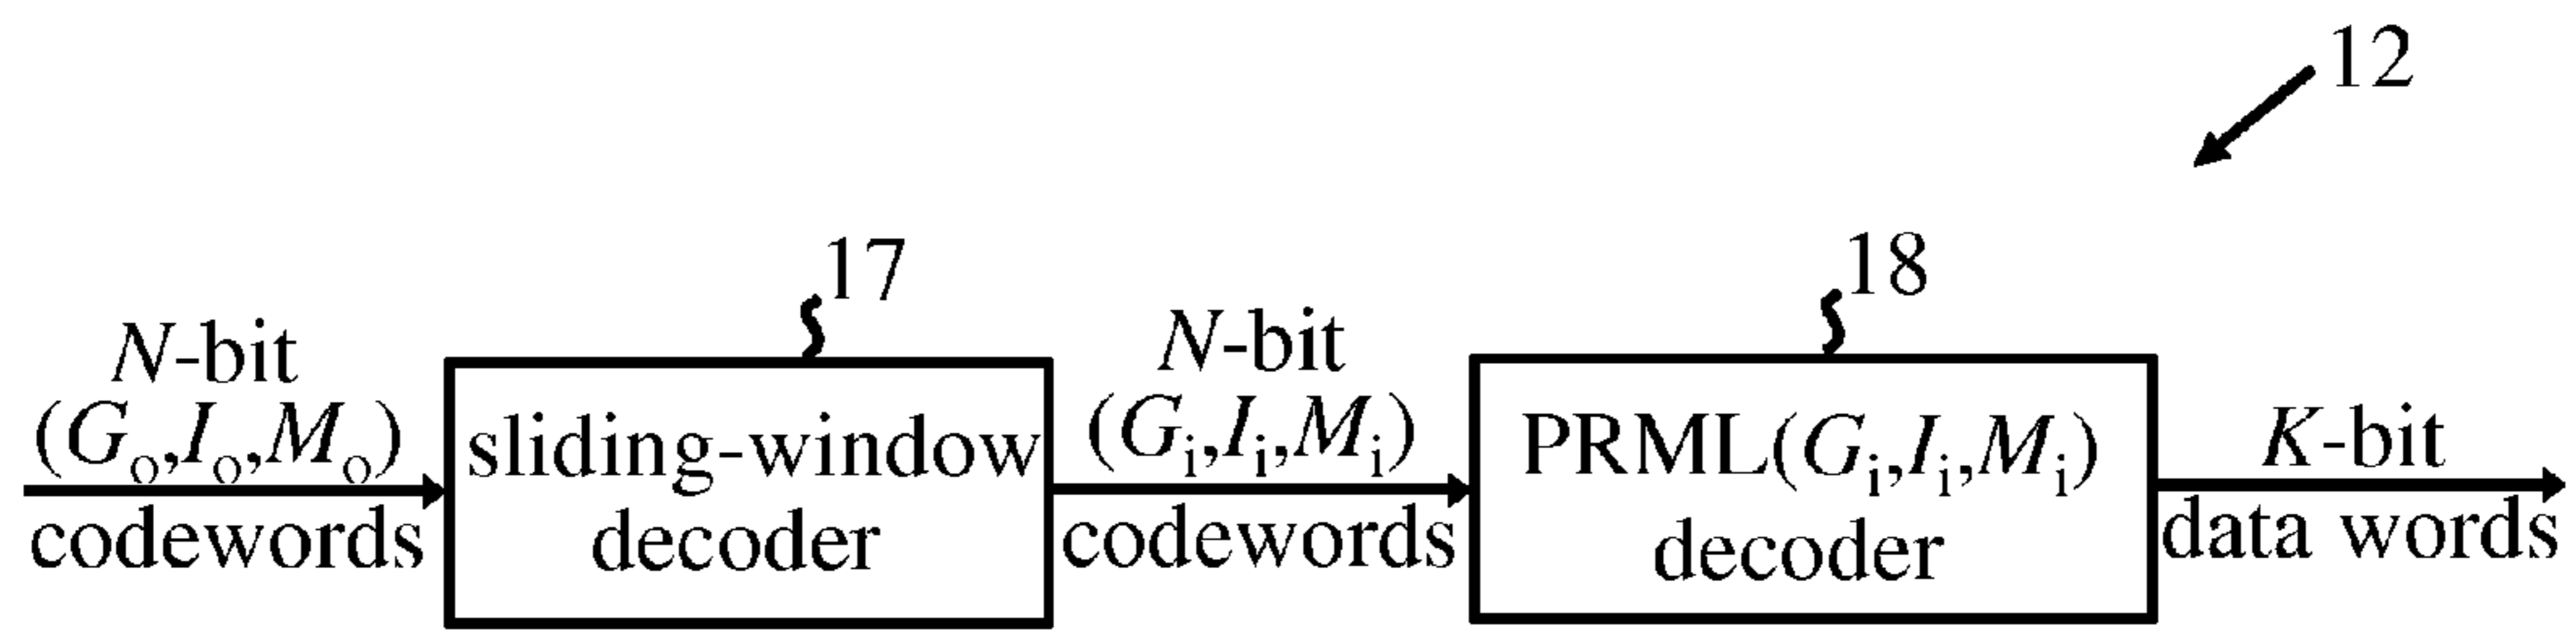 12
17
18
N-bit
(Go,Io,Mo)
codewords
sliding-window
decoder
N-bit
(Gi,Ii,Mi)
codewords
PRML(Gi,Ii,Mi)
decoder
K-bit
data words